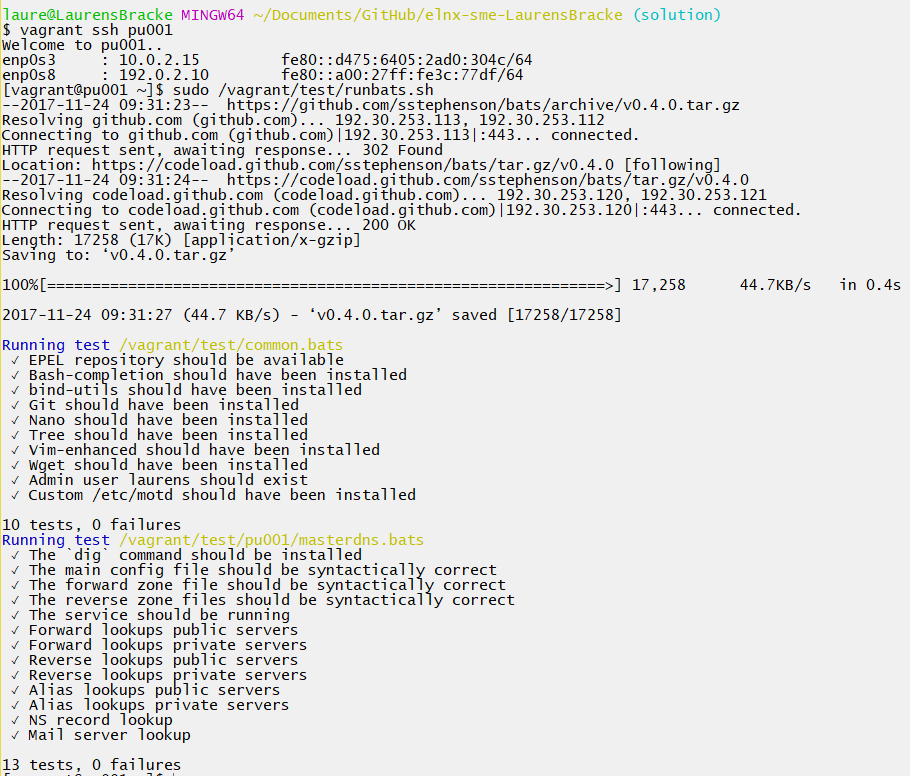 laure@LaurensBracke MINGW64 ~/Documents/GitHub/elnx-sme-LaurensBracke (solution)
$ vagrant ssh pu001
Welcome to pu001..
enp0s3     : 10.0.2.15         fe80::d475:6405:2ad0:304c/64
enp0s8     : 192.0.2.10        fe80::a00:27ff:fe3c:77df/64
[vagrant@pu001 ~]$ sudo /vagrant/test/runbats.sh
--2017-11-24 09:31:23--  https://github.com/sstephenson/bats/archive/v0.4.0.tar.gz
Resolving github.com (github.com)... 192.30.253.113, 192.30.253.112
Connecting to github.com (github.com)|192.30.253.113|:443... connected.
HTTP request sent, awaiting response... 302 Found
Location: https://codeload.github.com/sstephenson/bats/tar.gz/v0.4.0 [following]
--2017-11-24 09:31:24--  https://codeload.github.com/sstephenson/bats/tar.gz/v0.4.0
Resolving codeload.github.com (codeload.github.com)... 192.30.253.120, 192.30.253.121
Connecting to codeload.github.com (codeload.github.com)|192.30.253.120|:443... connected.
HTTP request sent, awaiting response... 200 OK
Length: 17258 (17K) [application/x-gzip]
Saving to: ‘v0.4.0.tar.gz’
100%[==============================================================>] 17,258      44.7KB/s   in 0.4s
2017-11-24 09:31:27 (44.7 KB/s) - ‘v0.4.0.tar.gz’ saved [17258/17258]
Running test /vagrant/test/common.bats
✓ EPEL repository should be available
✓ Bash-completion should have been installed
✓ bind-utils should have been installed
✓ Git should have been installed
✓ Nano should have been installed
✓ Tree should have been installed
✓ Vim-enhanced should have been installed
✓ Wget should have been installed
✓ Admin user laurens should exist
✓ Custom /etc/motd should have been installed
10 tests, 0 failures
Running test /vagrant/test/pu001/masterdns.bats
✓ The `dig` command should be installed
✓ The main config file should be syntactically correct
✓ The forward zone file should be syntactically correct
✓ The reverse zone files should be syntactically correct
✓ The service should be running
✓ Forward lookups public servers
✓ Forward lookups private servers
✓ Reverse lookups public servers
✓ Reverse lookups private servers
✓ Alias lookups public servers
✓ Alias lookups private servers
✓ NS record lookup
✓ Mail server lookup
13 tests, 0 failures